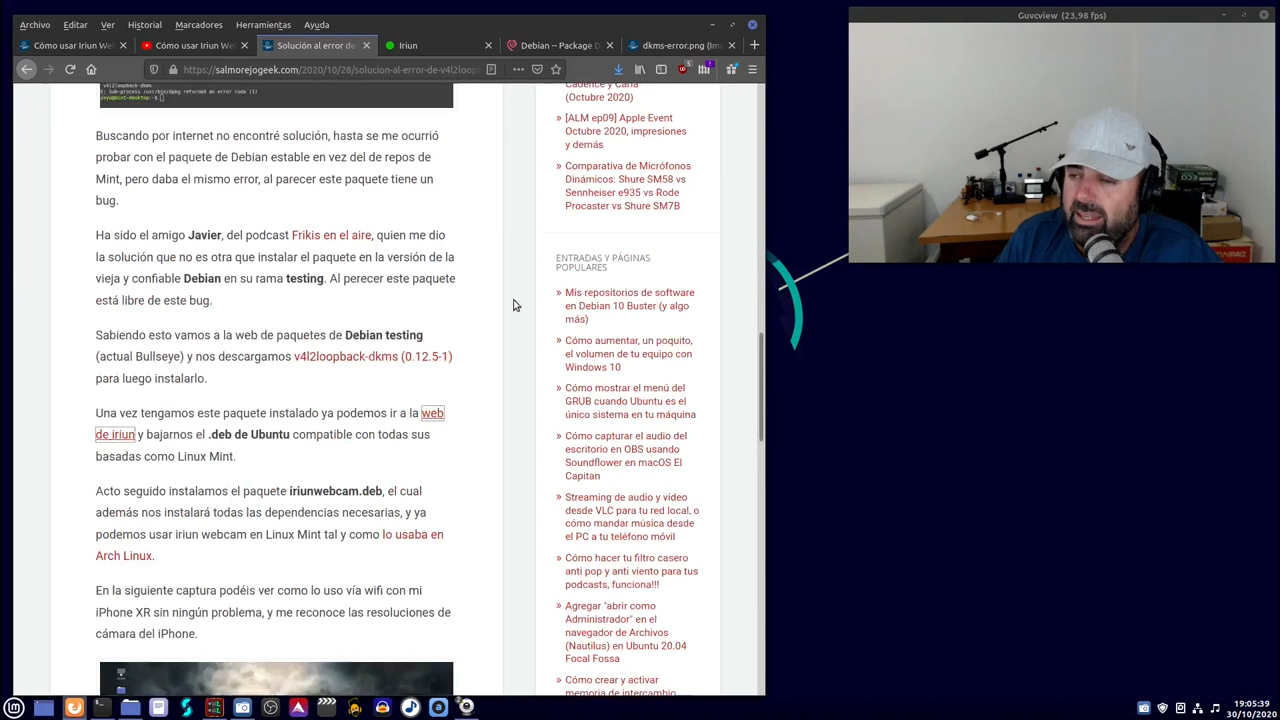 Archivo Editar Ver Historial Marcadores Herramientas Ayuda
Guvcview (23,98 fps)
Cómo usar Iriun We
Cómo usar Iriun We
Solución al error de
Iriun
Debian -- Package D
dkms-error.png (Ima
https://salmorejogeek.com/2020/10/28/solucion-al-error-de-v4l2loop
v4l2loopback-dkms
E: Sub-process /usr/bin/dpkg returned an error code (1)
Buscando por internet no encontré solución, hasta se me ocurrió
probar con el paquete de Debian estable en vez del de repos de
Mint, pero daba el mismo error, al parecer este paquete tiene un
bug.
Ha sido el amigo Javier, del podcast Frikis en el aire, quien me dio
la solución que no es otra que instalar el paquete en la versión de la
vieja y confiable Debian en su rama testing. Al perecer este paquete
está libre de este bug.
Sabiendo esto vamos a la web de paquetes de Debian testing
(actual Bullseye) y nos descargamos v4l2loopback-dkms (0.12.5-1)
para luego instalarlo.
Una vez tengamos este paquete instalado ya podemos ir a la web
de iriun y bajarnos el .deb de Ubuntu compatible con todas sus
basadas como Linux Mint.
Acto seguido instalamos el paquete iriunwebcam.deb, el cual
además nos instalará todas las dependencias necesarias, y ya
podemos usar iriun webcam en Linux Mint tal y como lo usaba en
Arch Linux.
En la siguiente captura podéis ver como lo uso vía wifi con mi
iPhone XR sin ningún problema, y me reconoce las resoluciones de
cámara del iPhone.
Cadence y Carla
(Octubre 2020)
» [ALM ep09] Apple Event
Octubre 2020, impresiones
y demás
» Comparativa de Micrófonos
Dinámicos: Shure SM58 vs
Sennheiser e935 vs Rode
Procaster vs Shure SM7B
ENTRADAS Y PÁGINAS
POPULARES
» Mis repositorios de software
en Debian 10 Buster (y algo
más)
» Cómo aumentar, un poquito,
el volumen de tu equipo con
Windows 10
» Cómo mostrar el menú del
GRUB cuando Ubuntu es el
único sistema en tu máquina
» Cómo capturar el audio del
escritorio en OBS usando
Soundflower en macOS El
Capitan
» Streaming de audio y vídeo
desde VLC para tu red local, o
cómo mandar música desde
el PC a tu teléfono móvil
» Cómo hacer tu filtro casero
anti pop y anti viento para tus
podcasts, funciona!!!
» Agregar "abrir como
Administrador" en el
navegador de Archivos
(Nautilus) en Ubuntu 20.04
Focal Fossa
» Cómo crear y activar
memoria de intercambio
19:05:39
30/10/2020